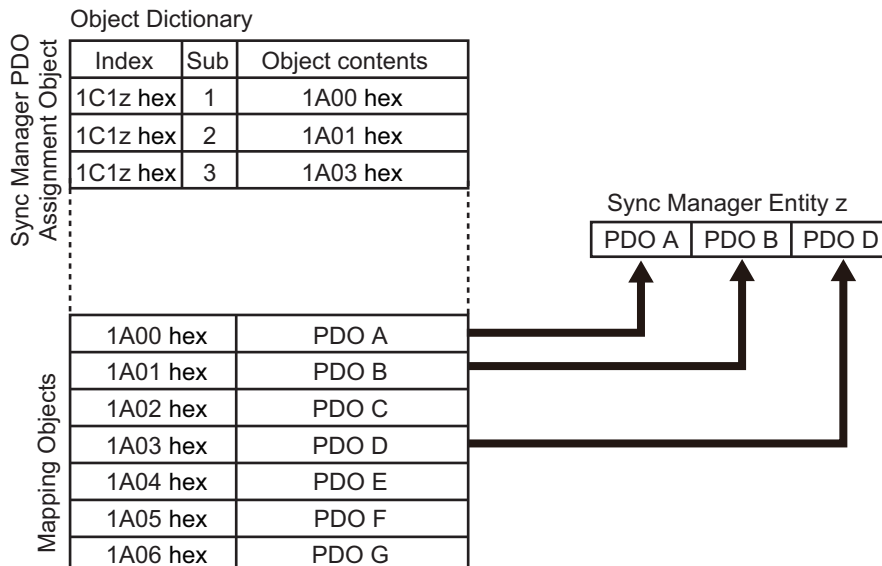 Object Dictionary
Sync Manager PDO
Assignment Object
Index Sub Object contents
1C1z hex 1 1A00 hex
1C1z hex 2 1A01 hex
1C1z hex 3 1A03 hex
Sync Manager Entity z
PDO A PDO B PDO D
Mapping Objects
1A00 hex PDO A
1A01 hex PDO B
1A02 hex PDO C
1A03 hex PDO D
1A04 hex PDO E
1A05 hex PDO F
1A06 hex PDO G